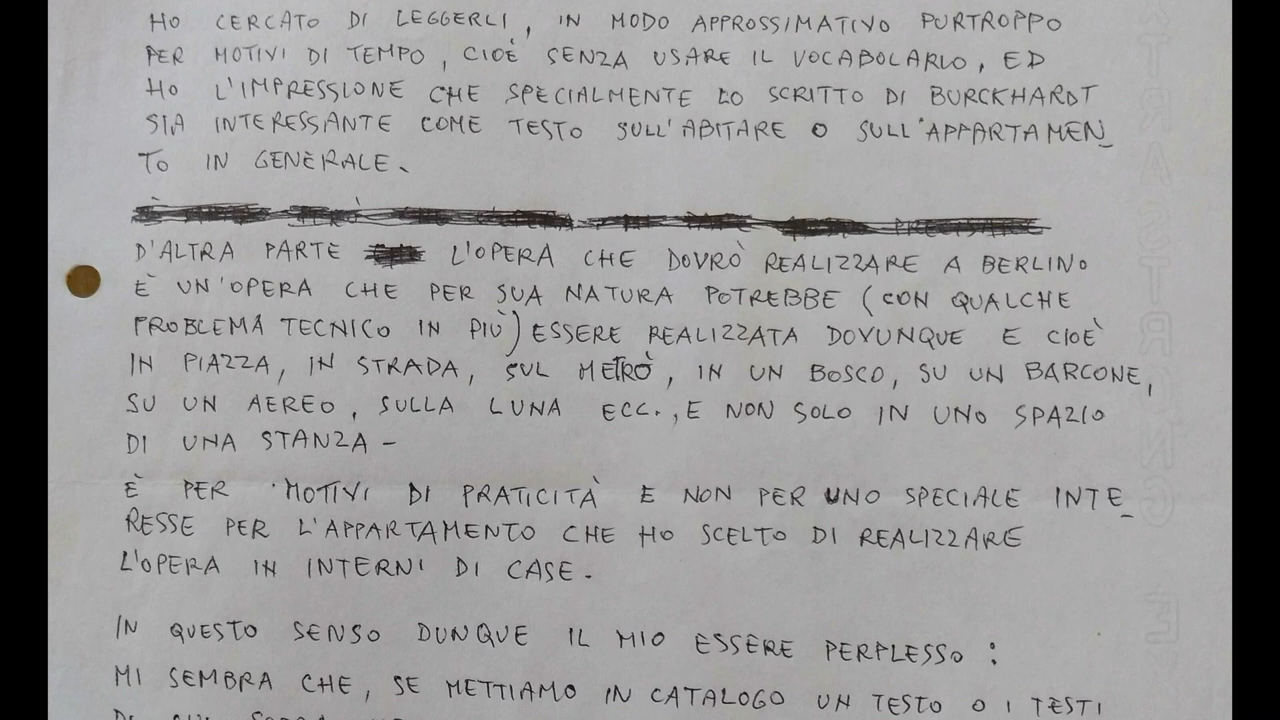 HO CERCATO DI LEGGERLI, IN MODO APPROSSIMATIVO PURTROPPO
PER MOTIVI DI TEMPO, CIOÈ SENZA USARE IL VOCABOLARIO, ED
HO L'IMPRESSIONE CHE SPECIALMENTE LO SCRITTO DI BURCKHARDT
SIA INTERESSANTE COME TESTO SULL'ABITARE O SULL'APPARTAMEN_
TO IN GENERALE.
D'ALTRA PARTE L'OPERA CHE DOVRÒ REALIZZARE A BERLINO
È UN'OPERA CHE PER SUA NATURA POTREBBE (CON QUALCHE
PROBLEMA TECNICO IN PIÙ) ESSERE REALIZZATA DOVUNQUE E CIOÈ
IN PIAZZA, IN STRADA, SUL METRÒ, IN UN BOSCO, SU UN BARCONE,
SU UN AEREO, SULLA LUNA ECC., E NON SOLO IN UNO SPAZIO
DI UNA STANZA –
È PER MOTIVI DI PRATICITÀ E NON PER UNO SPECIALE INTE_
RESSE PER L'APPARTAMENTO CHE HO SCELTO DI REALIZZARE
L'OPERA IN INTERNI DI CASE.
IN QUESTO SENSO DUNQUE IL MIO ESSERE PERPLESSO :
MI SEMBRA CHE, SE METTIAMO IN CATALOGO UN TESTO O I TESTI